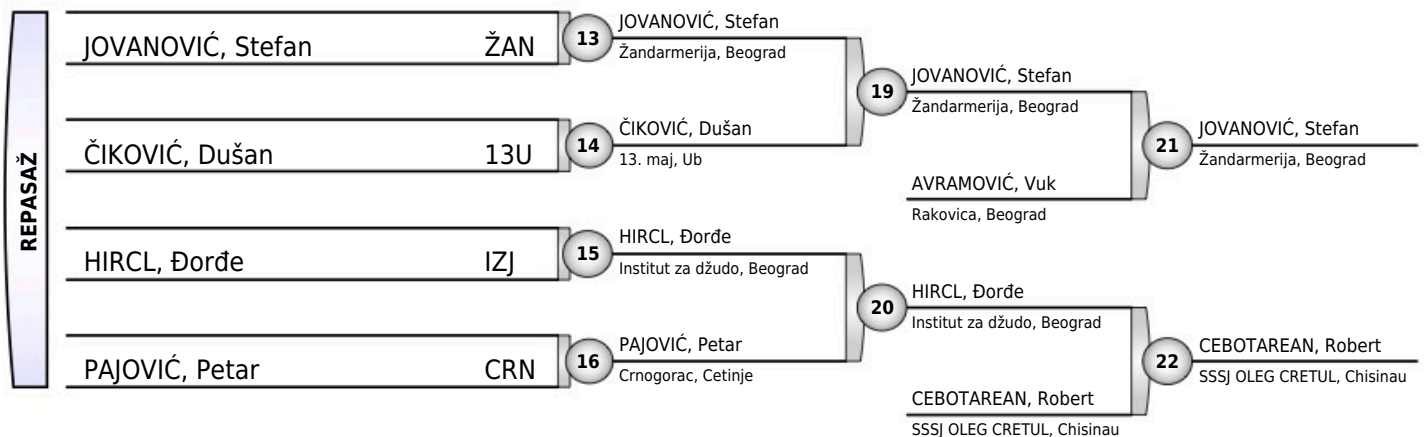 REPASAŽ
JOVANOVIĆ, Stefan ŽAN
ČIKOVIĆ, Dušan 13U
HIRCL, Đorđe IZJ
PAJOVIĆ, Petar CRN
13
JOVANOVIĆ, Stefan
Žandarmerija, Beograd
14
ČIKOVIĆ, Dušan
13. maj, Ub
15
HIRCL, Đorđe
Institut za džudo, Beograd
16
PAJOVIĆ, Petar
Crnogorac, Cetinje
19
JOVANOVIĆ, Stefan
Žandarmerija, Beograd
AVRAMOVIĆ, Vuk
Rakovica, Beograd
20
HIRCL, Đorđe
Institut za džudo, Beograd
CEBOTAREAN, Robert
SSSJ OLEG CRETUL, Chisinau
21
JOVANOVIĆ, Stefan
Žandarmerija, Beograd
22
CEBOTAREAN, Robert
SSSJ OLEG CRETUL, Chisinau